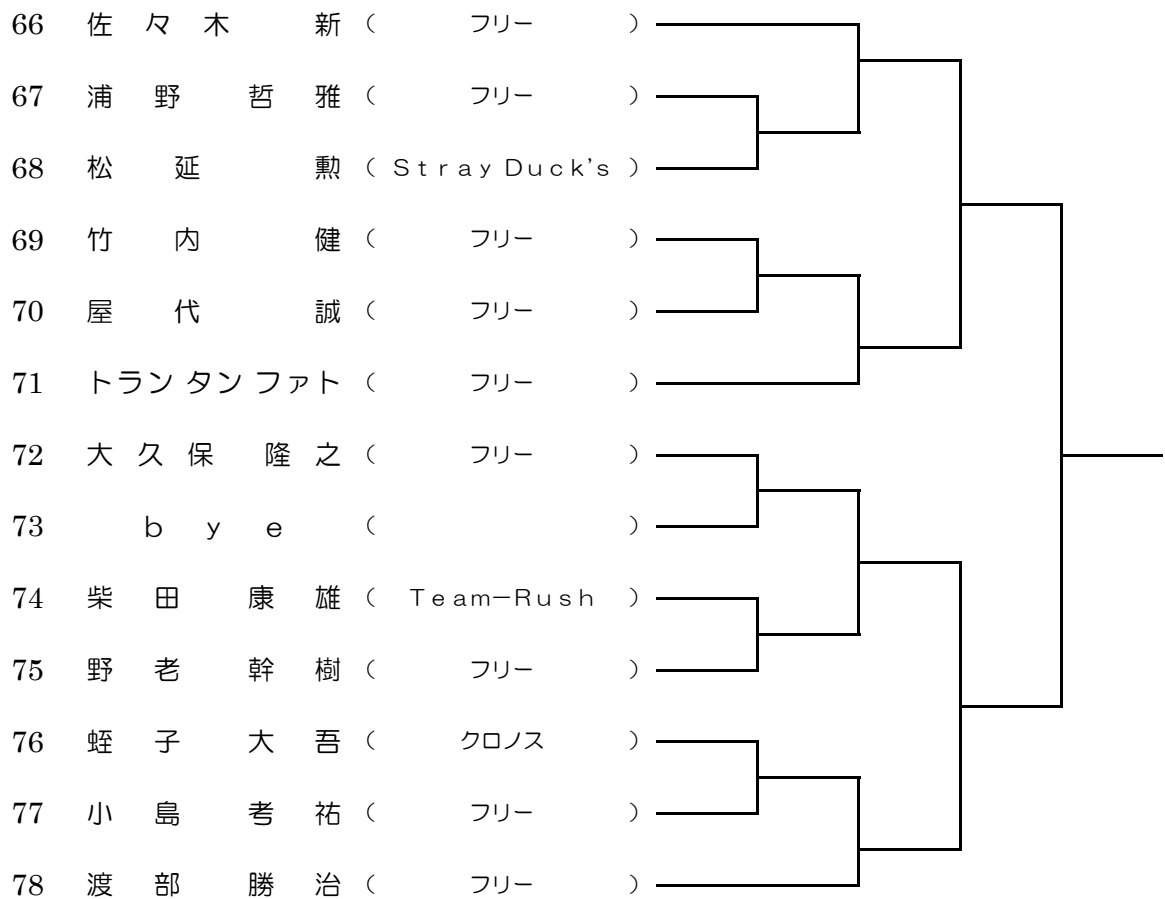 66 佐々木 新 ( フリー )
67 浦野 哲雅 ( フリー )
68 松延 勲 ( Stray Duck's )
69 竹内 健 ( フリー )
70 屋代 誠 ( フリー )
71 トラン タン ファト ( フリー )
72 大久保 隆之 ( フリー )
73 bye ( )
74 柴田 康雄 ( Team-Rush )
75 野老 幹樹 ( フリー )
76 蛭子 大吾 ( クロノス )
77 小島 考祐 ( フリー )
78 渡部 勝治 ( フリー )